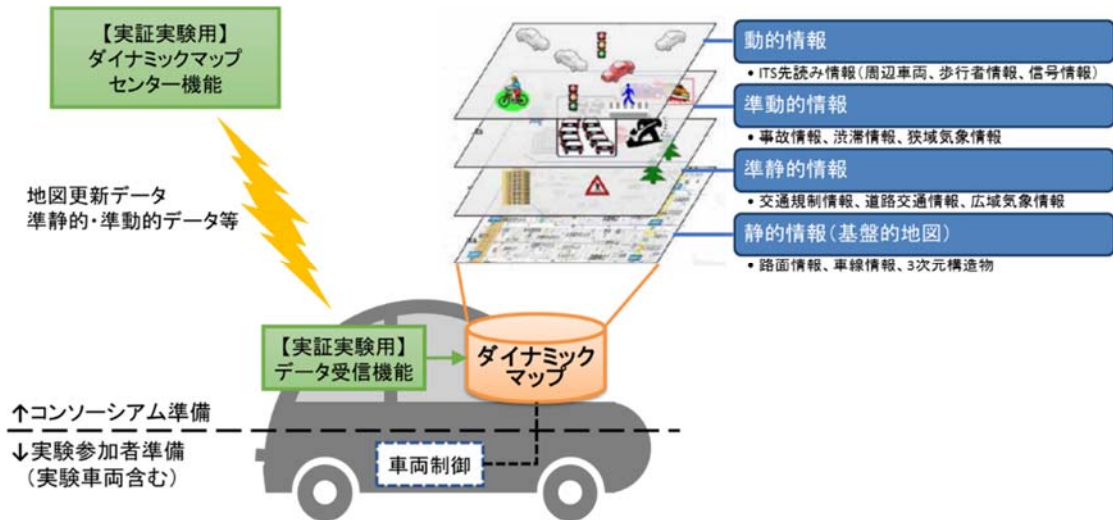 【実証実験用】
ダイナミックマップ
センター機能
動的情報
• ITS先読み情報(周辺車両、歩行者情報、信号情報)
準動的情報
• 事故情報、渋滞情報、狭域気象情報
準静的情報
• 交通規制情報、道路交通情報、広域気象情報
静的情報(基盤的地図)
• 路面情報、車線情報、3次元構造物
地図更新データ
準静的・準動的データ等
【実証実験用】
データ受信機能
ダイナミック
マップ
↑コンソーシアム準備
↓実験参加者準備
(実験車両含む)
車両制御